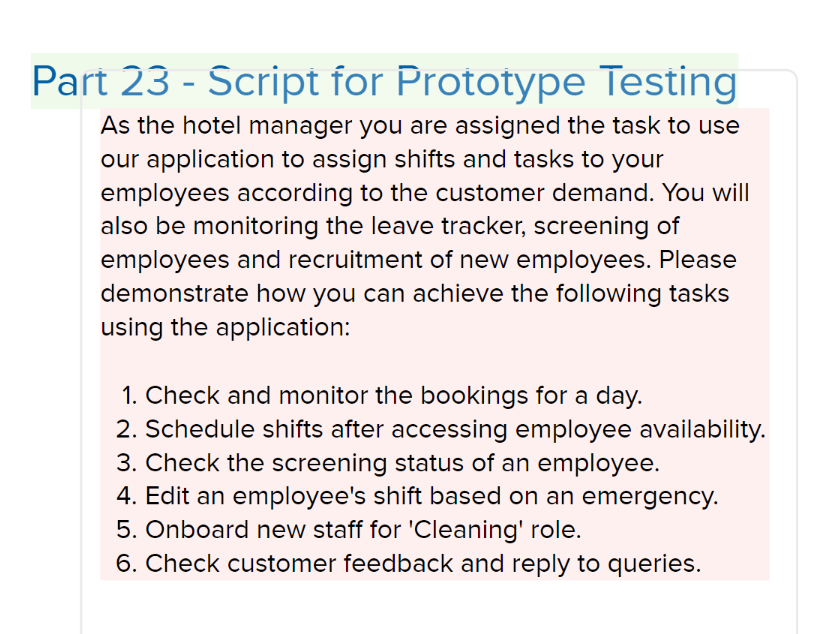 Part 23 - Script for Prototype Testing
As the hotel manager you are assigned the task to use
our application to assign shifts and tasks to your
employees according to the customer demand. You will
also be monitoring the leave tracker, screening of
employees and recruitment of new employees. Please
demonstrate how you can achieve the following tasks
using the application:
1. Check and monitor the bookings for a day.
2. Schedule shifts after accessing employee availability.
3. Check the screening status of an employee.
4. Edit an employee's shift based on an emergency.
5. Onboard new staff for 'Cleaning' role.
6. Check customer feedback and reply to queries.